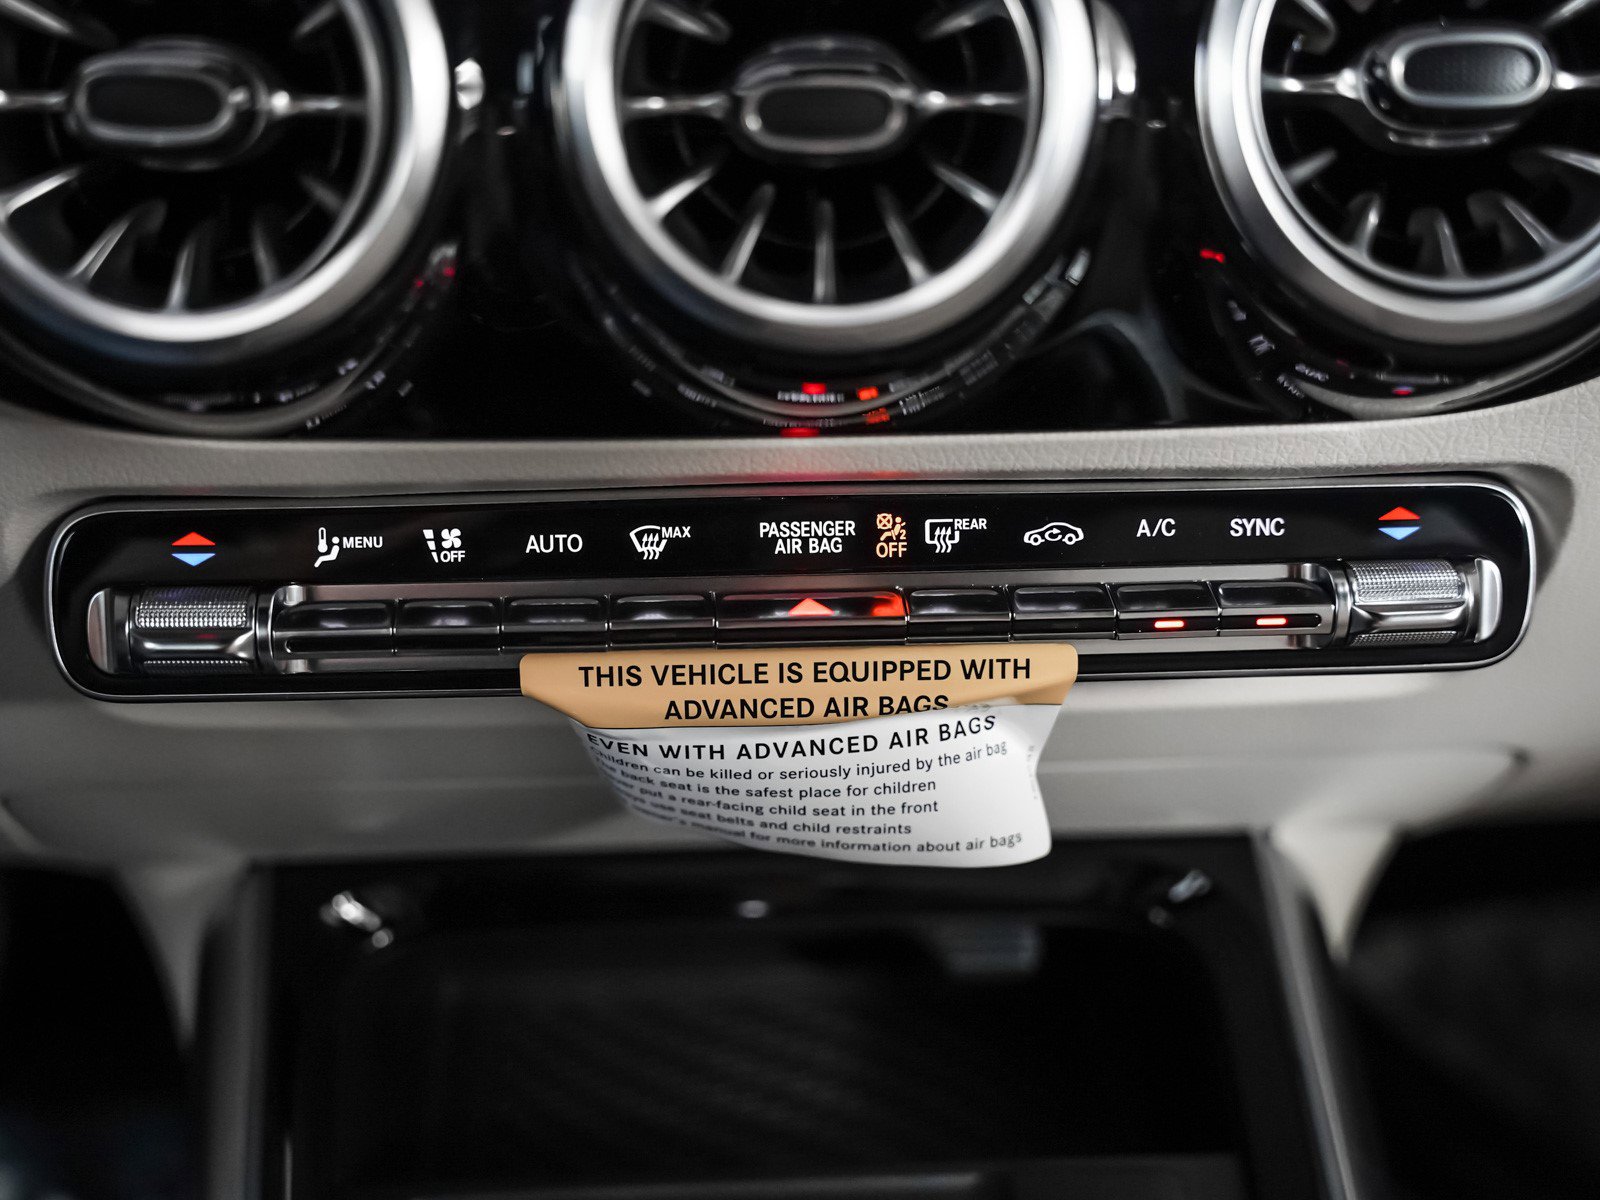 MENU
OFF
AUTO
MAX
PASSENGER
AIR BAG
2
OFF
REAR
A/C
SYNC
THIS VEHICLE IS EQUIPPED WITH
ADVANCED AIR BAGS
EVEN WITH ADVANCED AIR BAGS
Children can be killed or seriously injured by the air bag
The back seat is the safest place for children
put a rear-facing child seat in the front
use seat belts and child restraints
manual for more information about air bags